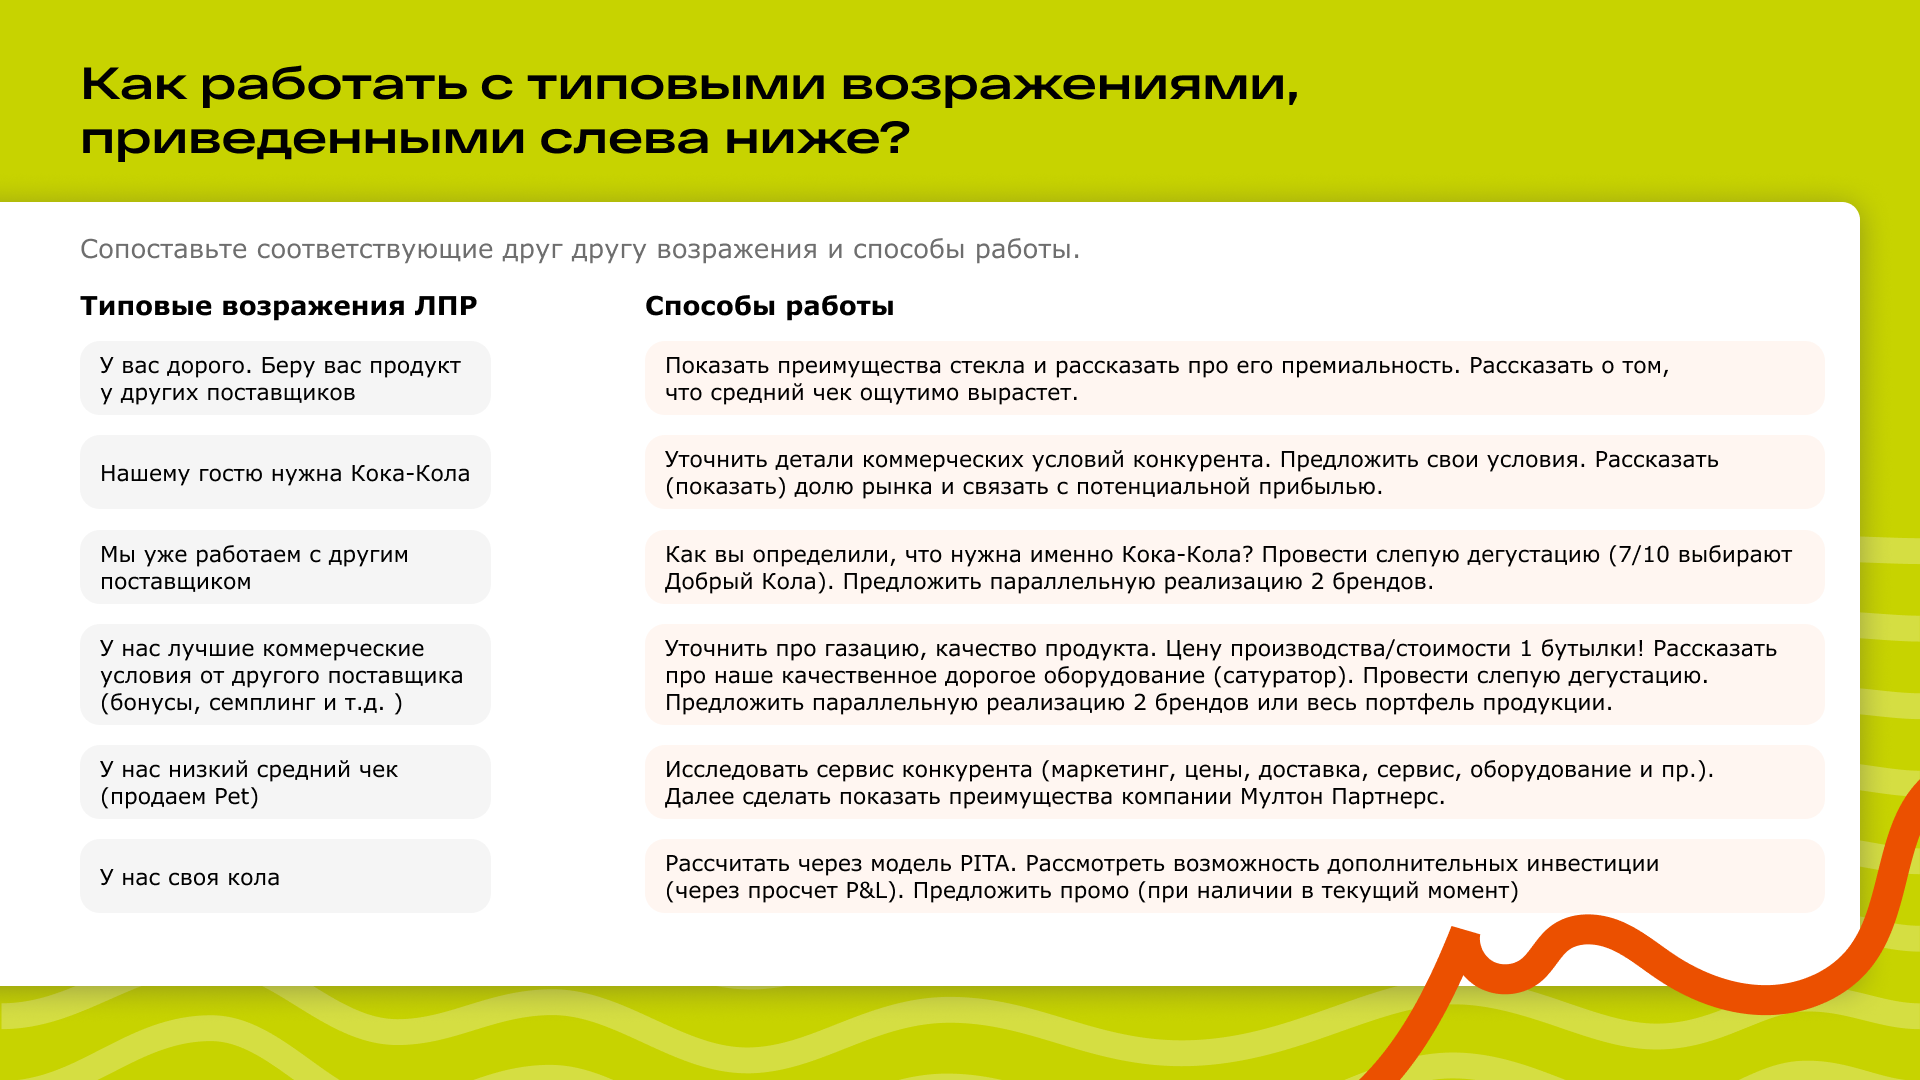 Как работать с типовыми возражениями,
приведенными слева ниже?
Сопоставьте соответствующие друг другу возражения и способы работы.
Типовые возражения ЛПР
У вас дорого. Беру вас продукт
у других поставщиков
Нашему гостю нужна Кока-Кола
Мы уже работаем с другим
поставщиком
У нас лучшие коммерческие
условия от другого поставщика
(бонусы, семплинг и т.д. )
У нас низкий средний чек
(продаем Pet)
У нас своя кола
Способы работы
Показать преимущества стекла и рассказать про его премиальность. Рассказать о том,
что средний чек ощутимо вырастет.
Уточнить детали коммерческих условий конкурента. Предложить свои условия. Рассказать
(показать) долю рынка и связать с потенциальной прибылью.
Как вы определили, что нужна именно Кока-Кола? Провести слепую дегустацию (7/10 выбирают
Добрый Кола). Предложить параллельную реализацию 2 брендов.
Уточнить про газацию, качество продукта. Цену производства/стоимости 1 бутылки! Рассказать
про наше качественное дорогое оборудование (сатуратор). Провести слепую дегустацию.
Предложить параллельную реализацию 2 брендов или весь портфель продукции.
Исследовать сервис конкурента (маркетинг, цены, доставка, сервис, оборудование и пр.).
Далее сделать показать преимущества компании Мултон Партнерс.
Рассчитать через модель PITA. Рассмотреть возможность дополнительных инвестиции
(через просчет P&L). Предложить промо (при наличии в текущий момент)